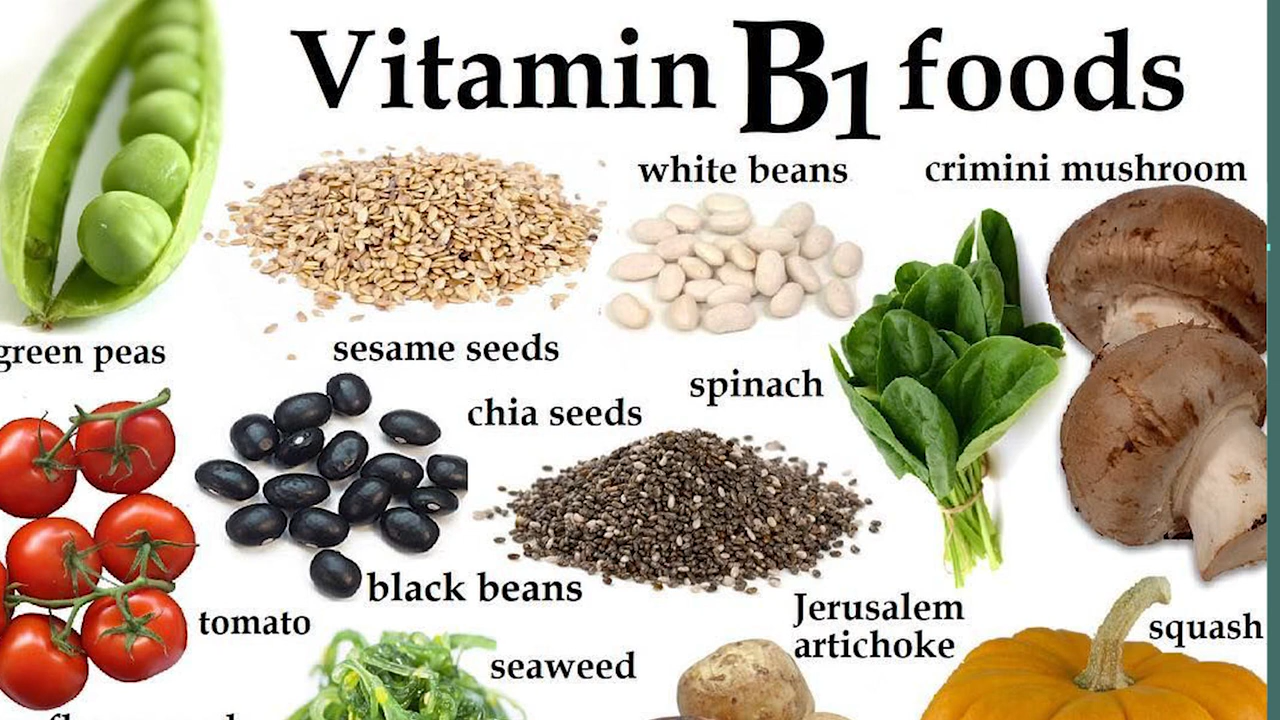 Vitamin B1 foods
white beans
crimini mushroom
green peas
sesame seeds
spinach
chia seeds
black beans
Jerusalem
artichoke
tomato
squash
seaweed